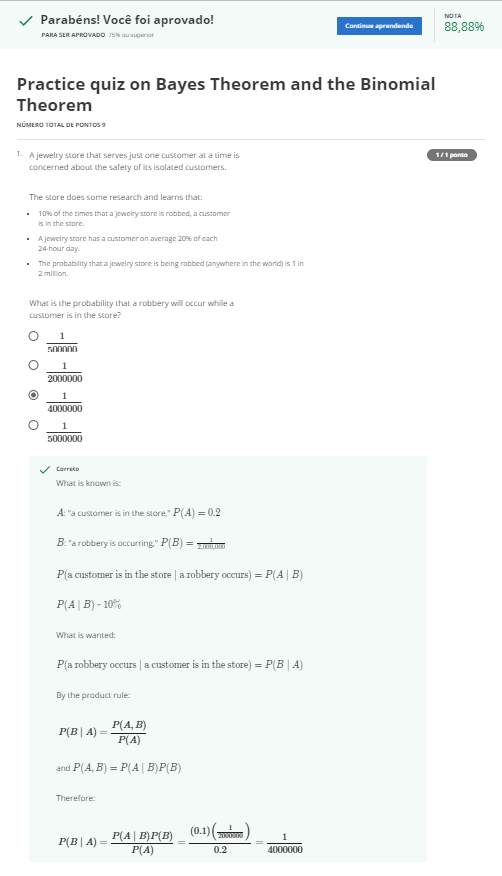 Parabéns! Você foi aprovado!
PARA SER APROVADO 75% ou superior
Continue aprendendo
NOTA
88,88%
Practice quiz on Bayes Theorem and the Binomial
Theorem
NÚMERO TOTAL DE PONTOS 9
1. A jewelry store that serves just one customer at a time is
concerned about the safety of its isolated customers.
1 / 1 ponto
The store does some research and learns that:
• 10% of the times that a jewelry store is robbed, a customer
is in the store.
• A jewelry store has a customer on average 20% of each
24-hour day.
• The probability that a jewelry store is being robbed (anywhere in the world) is 1 in
2 million.
What is the probability that a robbery will occur while a
customer is in the store?
1/500000
1/2000000
1/4000000
1/5000000
Correto
What is known is:
A: "a customer is in the store," P(A) = 0.2
B: "a robbery is occurring," P(B) = 1/2,000,000
P(a customer is in the store | a robbery occurs) = P(A | B)
P(A | B) = 10%
What is wanted:
P(a robbery occurs | a customer is in the store) = P(B | A)
By the product rule:
P(B | A) = P(A, B)/P(A)
and P(A, B) = P(A | B)P(B)
Therefore:
P(B | A) = P(A | B)P(B)/P(A) = (0.1)(1/2000000)/0.2 = 1/4000000